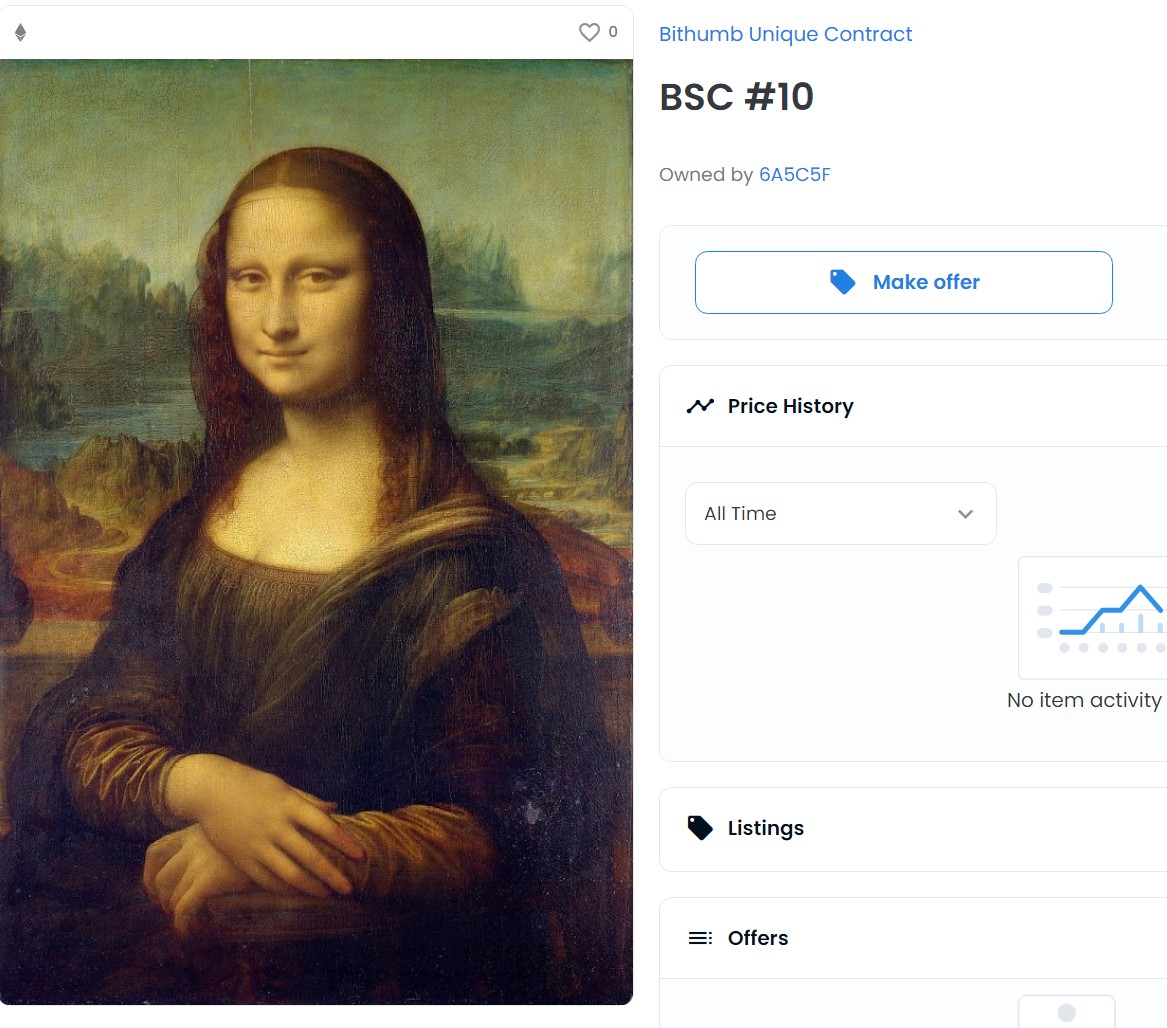 0
Bithumb Unique Contract
BSC #10
Owned by 6A5C5F
Make offer
Price History
All Time
No item activity
Listings
Offers